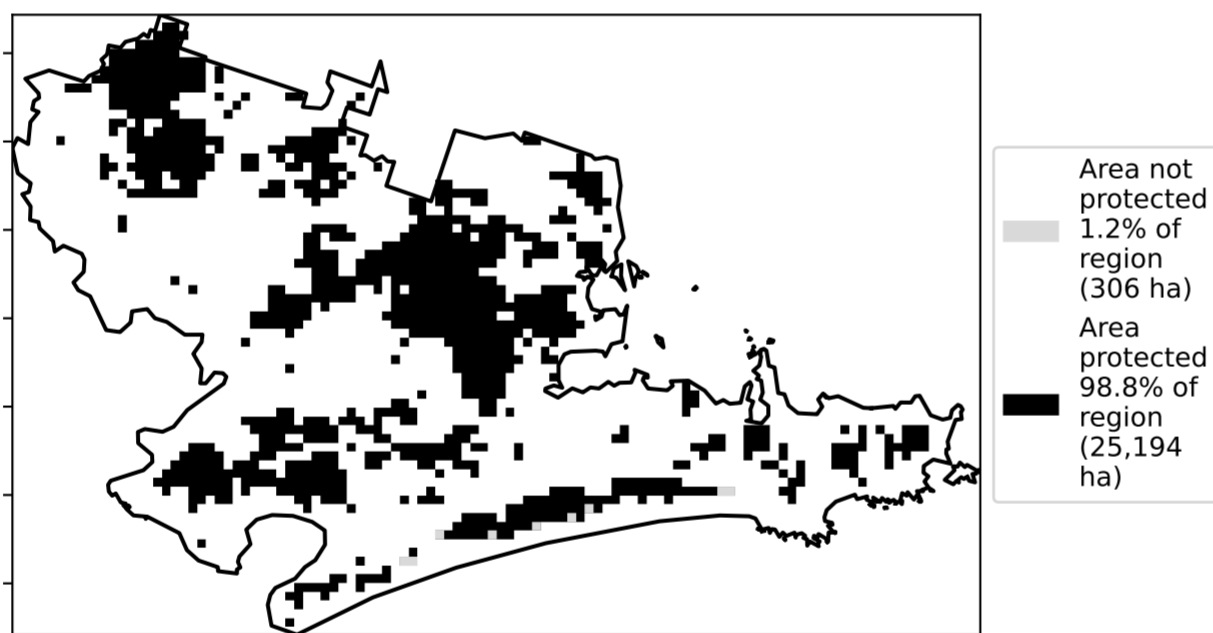 Area not
protected
1.2% of
region
(306 ha)
Area
protected
98.8% of
region
(25,194
ha)